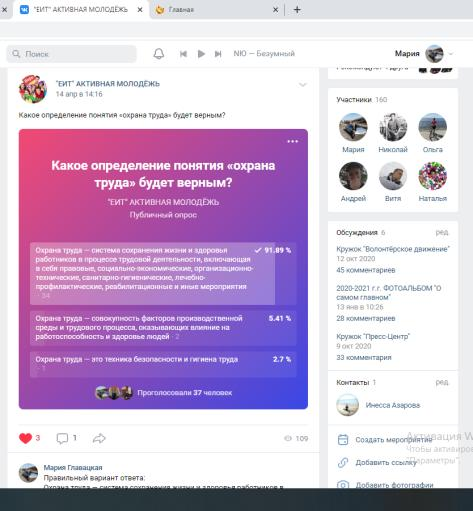 "ЕИТ" АКТИВНАЯ МОЛОДЁЖЬ
Главная
Поиск
NЮ — Безумный
Мария
"ЕИТ" АКТИВНАЯ МОЛОДЁЖЬ
14 апр в 14:16
Какое определение понятия «охрана труда» будет верным?
Какое определение понятия «охрана
труда» будет верным?
"ЕИТ" АКТИВНАЯ МОЛОДЁЖЬ
Публичный опрос
Охрана труда — система сохранения жизни и здоровья
работников в процессе трудовой деятельности, включающая
в себя правовые, социально-экономические, организационно-
технические, санитарно-гигиенические, лечебно-
профилактические, реабилитационные и иные мероприятия
· 34
91.89 %
Охрана труда — совокупность факторов производственной
среды и трудового процесса, оказывающих влияние на
работоспособность и здоровье людей · 2
5.41 %
Охрана труда — это техника безопасности и гигиена труда
· 1
2.7 %
Проголосовали 37 человек
3
1
109
Мария Главацкая
Правильный вариант ответа:
Охрана труда — система сохранения жизни и здоровья работников в
Участники 160
Мария
Николай
Ольга
Андрей
Витя
Наталья
Обсуждения 6
ред.
Кружок "Волонтёрское движение"
12 окт 2020
45 комментариев
2020-2021 г.г. ФОТОАЛЬБОМ "О
самом главном"
13 янв в 10:26
28 комментариев
Кружок "Пресс-Центр"
9 окт 2020
33 комментария
Контакты 1
ред.
Инесса Азарова
Активация W
Создать мероприятие
Чтобы активиров
Добавить ссылку
"Параметры".
Добавить фотографии